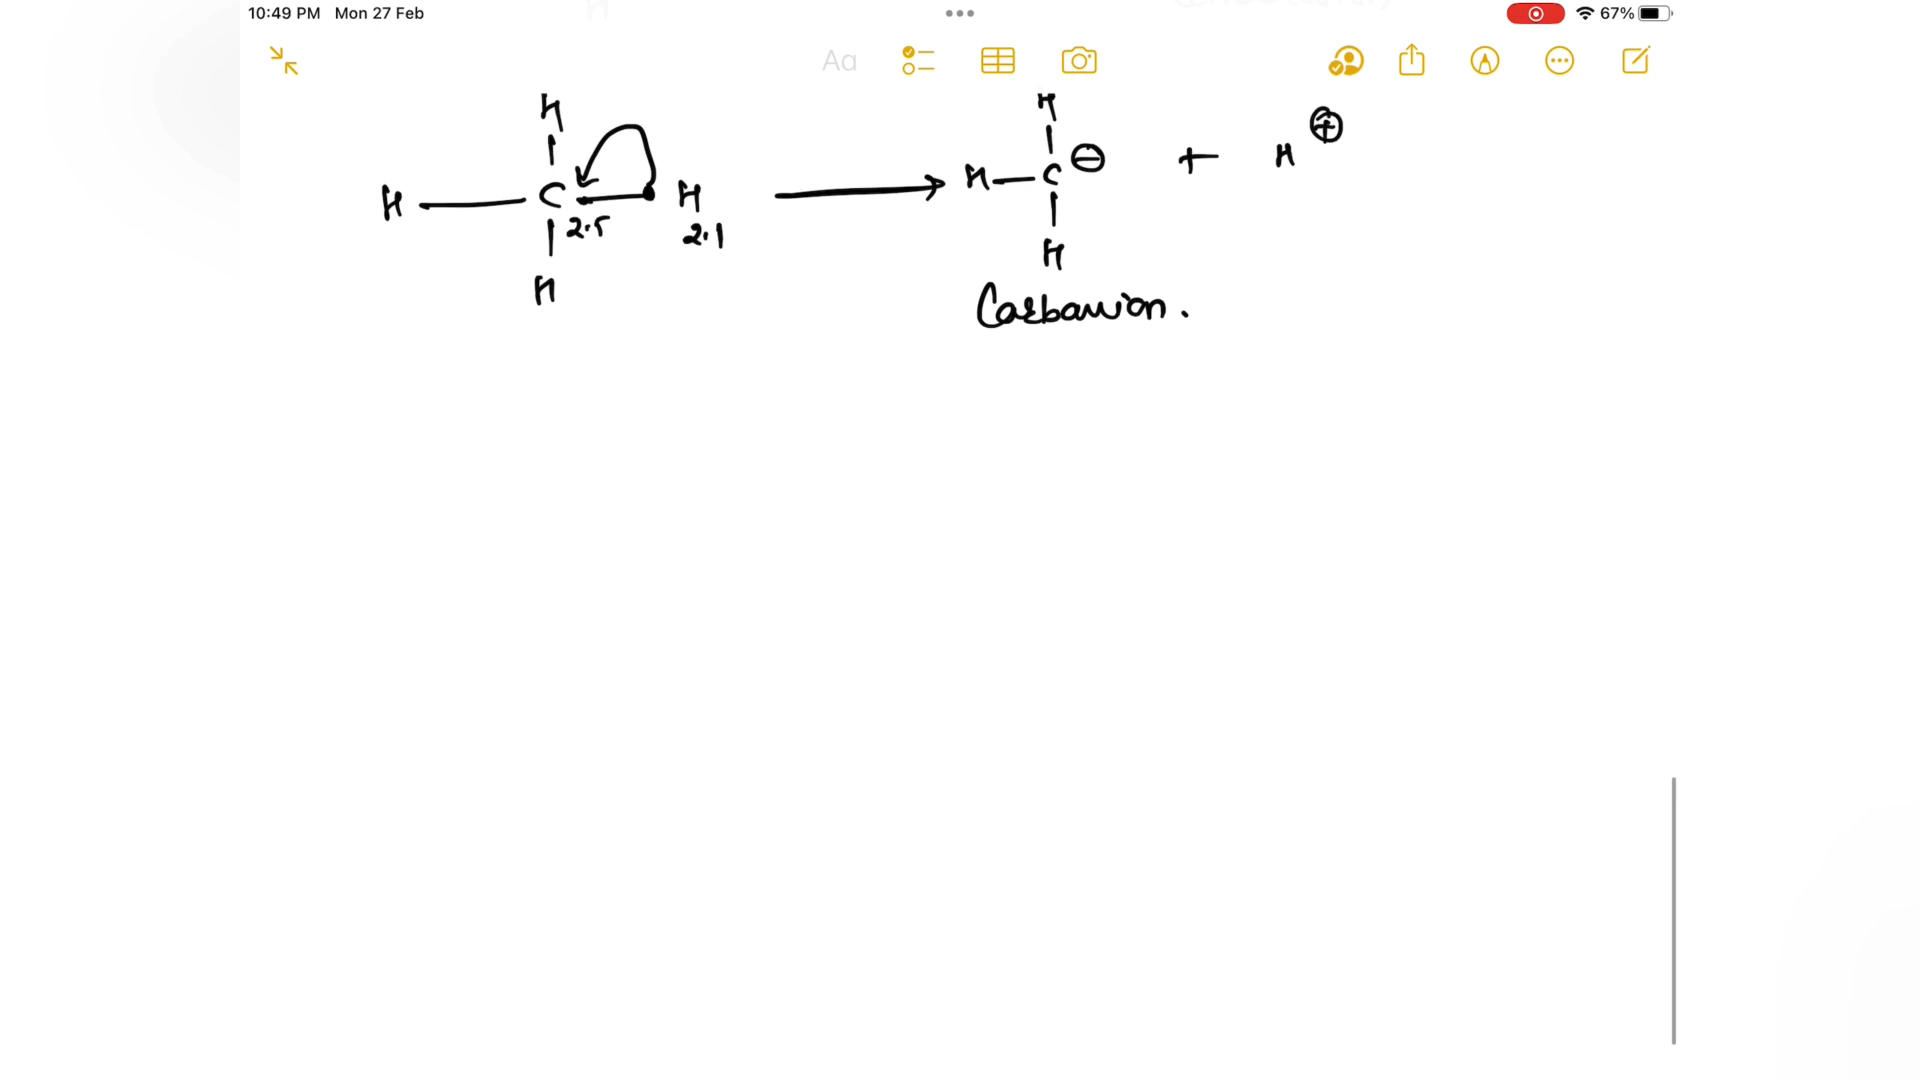 10:49 PM Mon 27 Feb
67%
Aa
H H
H C H C ⊖ + H ⊕
2.5 2.1
H H
Carbanion.